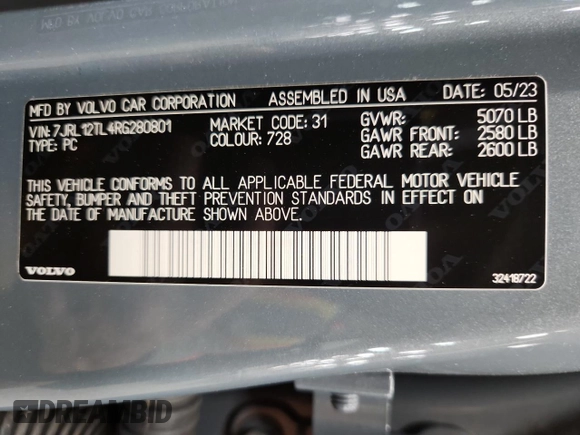 MFD BY VOLVO CAR CORPORATION ASSEMBLED IN USA DATE: 05/23
VIN: 7JRL12TL4RG280801 MARKET CODE: 31 GVWR: 5070 LB
TYPE: PC COLOUR: 728 GAWR FRONT: 2580 LB
GAWR REAR: 2600 LB
THIS VEHICLE CONFORMS TO ALL APPLICABLE FEDERAL MOTOR VEHICLE
SAFETY, BUMPER AND THEFT PREVENTION STANDARDS IN EFFECT ON
THE DATE OF MANUFACTURE SHOWN ABOVE.
VOLVO 32418722
DREAMBID